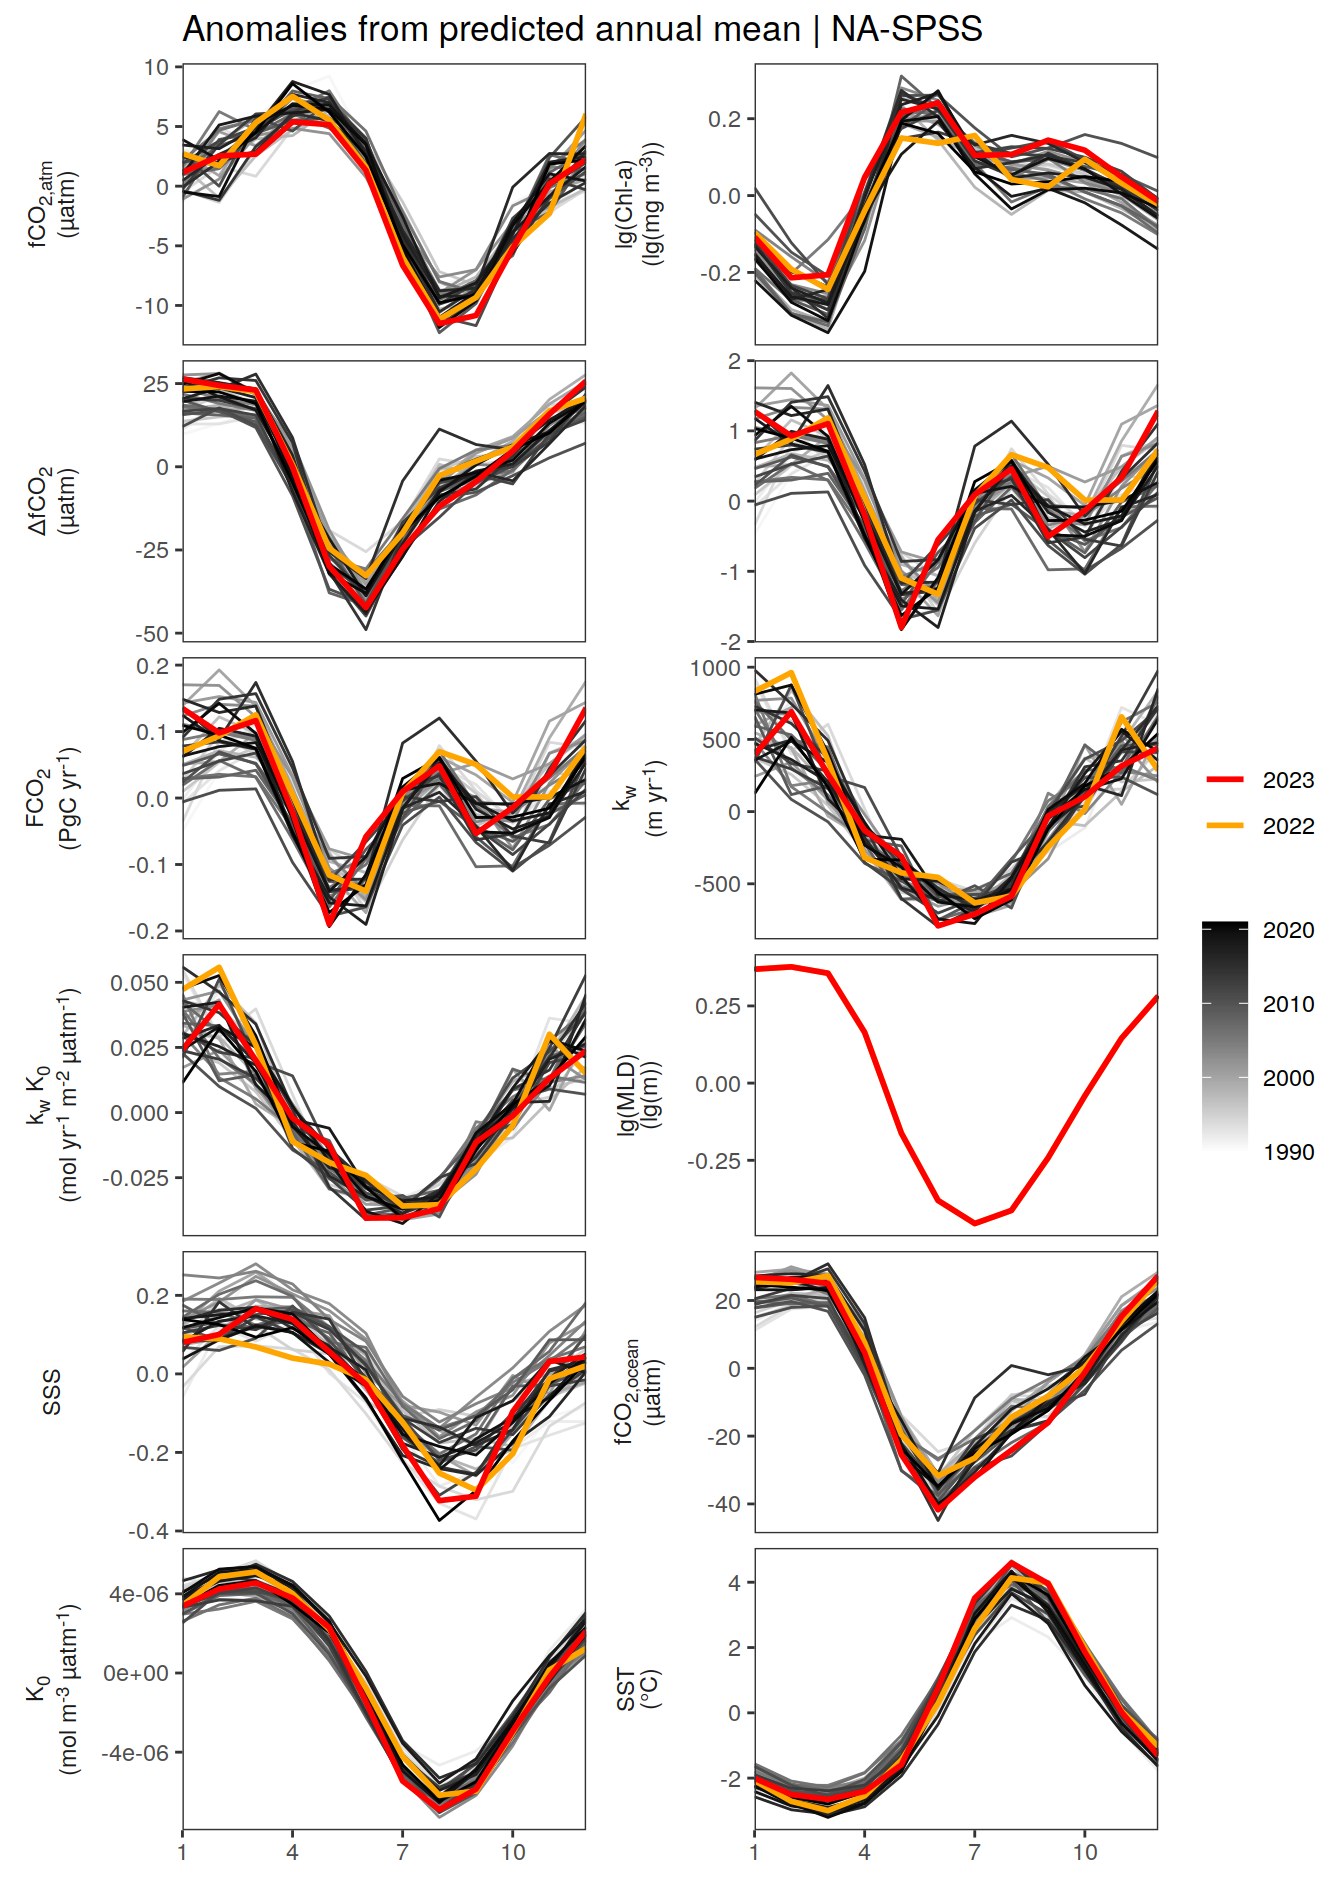 Anomalies from predicted annual mean | NA-SPSS
10
5
0
-5
-10
fCO2,atm
(µatm)
0.2
0.0
-0.2
lg(Chl-a)
(lg(mg m-3))
25
0
-25
-50
ΔfCO2
(µatm)
2
1
0
-1
-2
0.2
0.1
0.0
-0.1
-0.2
FCO2
(PgC yr-1)
1000
500
0
-500
kw
(m yr-1)
2023
2022
0.050
0.025
0.000
-0.025
kw K0
(mol yr-1 m-2 µatm-1)
0.25
0.00
-0.25
lg(MLD)
(lg(m))
2020
2010
2000
1990
0.2
0.0
-0.2
-0.4
SSS
20
0
-20
-40
fCO2,ocean
(µatm)
4e-06
0e+00
-4e-06
K0
(mol m-3 µatm-1)
4
2
0
-2
SST
(°C)
1 4 7 10
1 4 7 10